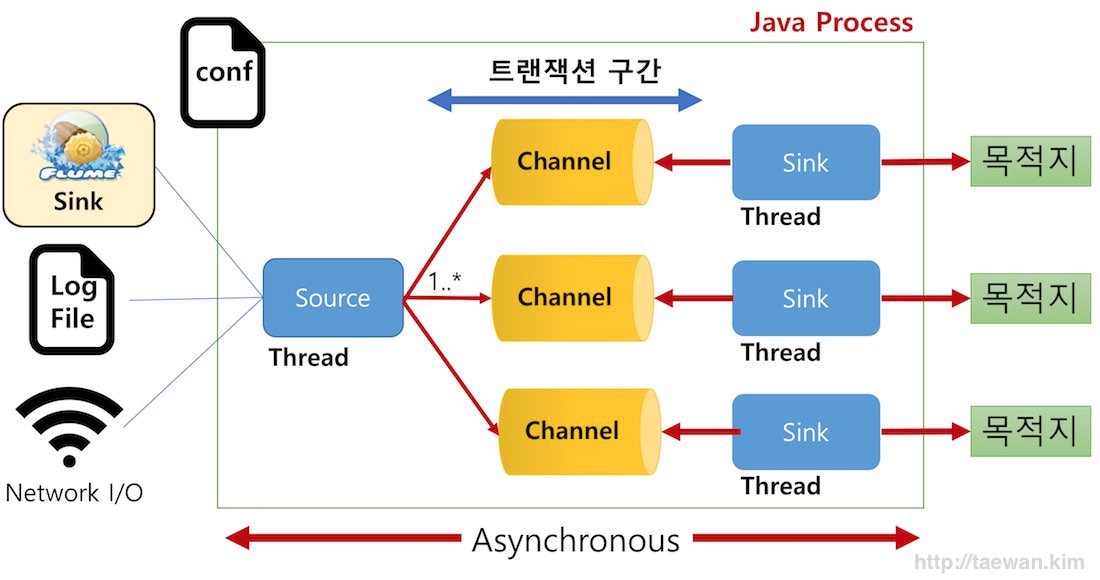 Java Process
conf
트랜잭션 구간
FLUME
Sink
Log
File
Network I/O
Source
Thread
1..*
Channel
Sink
Thread
목적지
Channel
Sink
Thread
목적지
Channel
Sink
Thread
목적지
Asynchronous
http://taewan.kim